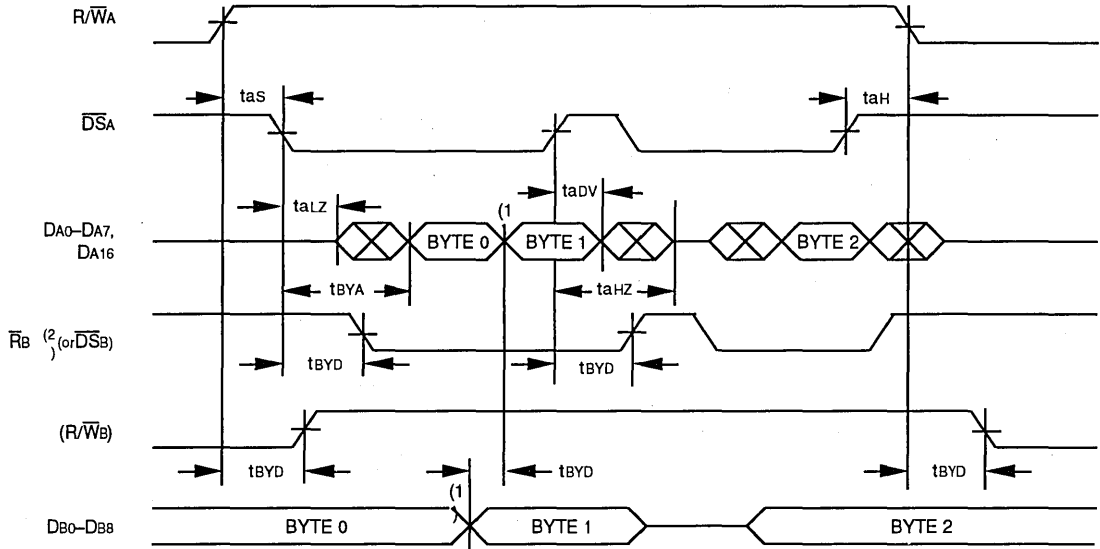 R/W̅A
taS
taH
D̅S̅A
taDV
taLZ
(1
DA0–DA7,
DA16
BYTE 0
BYTE 1
BYTE 2
tBYA
taHZ
R̅B (2) (or D̅S̅B)
tBYD
tBYD
(R/W̅B)
tBYD
tBYD
tBYD
(1
)
DB0–DB8
BYTE 0
BYTE 1
BYTE 2